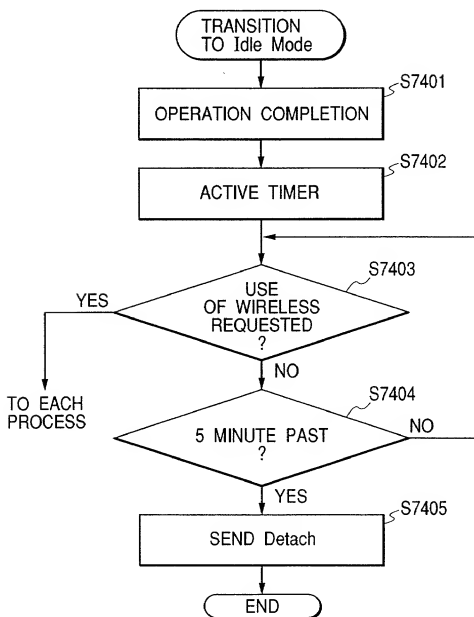 TRANSITION
TO Idle Mode
S7401
OPERATION COMPLETION
S7402
ACTIVE TIMER
S7403
USE
OF WIRELESS
REQUESTED
?
YES
NO
TO EACH
PROCESS
S7404
5 MINUTE PAST
?
NO
YES
S7405
SEND Detach
END